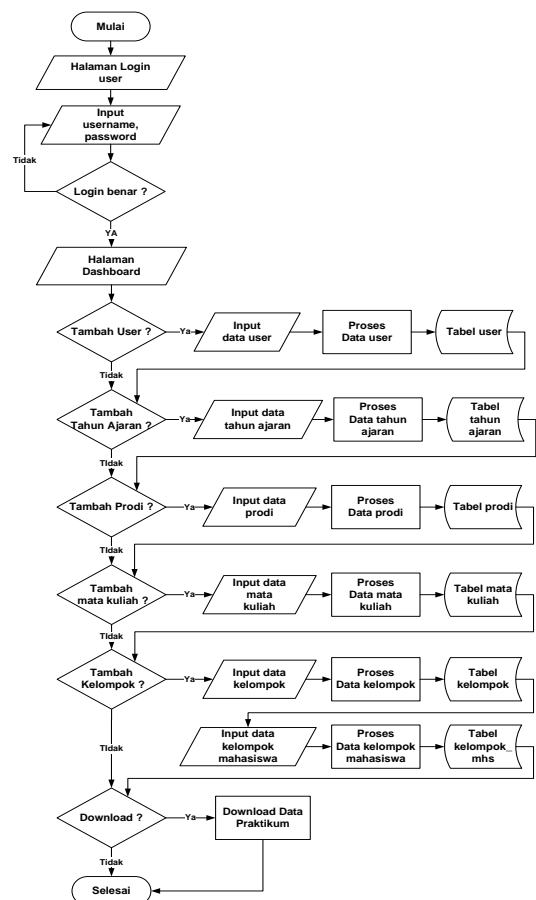 Mulai
Halaman Login
user
Input
username,
password
Tidak
Login benar ?
YA
Halaman
Dashboard
Tambah User ?
Ya
Input
data user
Proses
Data user
Tabel user
Tidak
Tambah
Tahun Ajaran ?
Ya
Input data
tahun ajaran
Proses
Data tahun
ajaran
Tabel
tahun
ajaran
TIdak
Tambah Prodi ?
Ya
Input data
prodi
Proses
Data prodi
Tabel prodi
TIdak
Tambah
mata kuliah ?
Ya
Input data
mata
kuliah
Proses
Data mata
kuliah
Tabel mata
kuliah
TIdak
Tambah
Kelompok ?
Ya
Input data
kelompok
Proses
Data kelompok
Tabel
kelompok
Input data
kelompok
mahasiswa
Proses
Data kelompok
mahasiswa
Tabel
kelompok_
mhs
TIdak
Download ?
Ya
Download Data
Praktikum
Tidak
Selesai